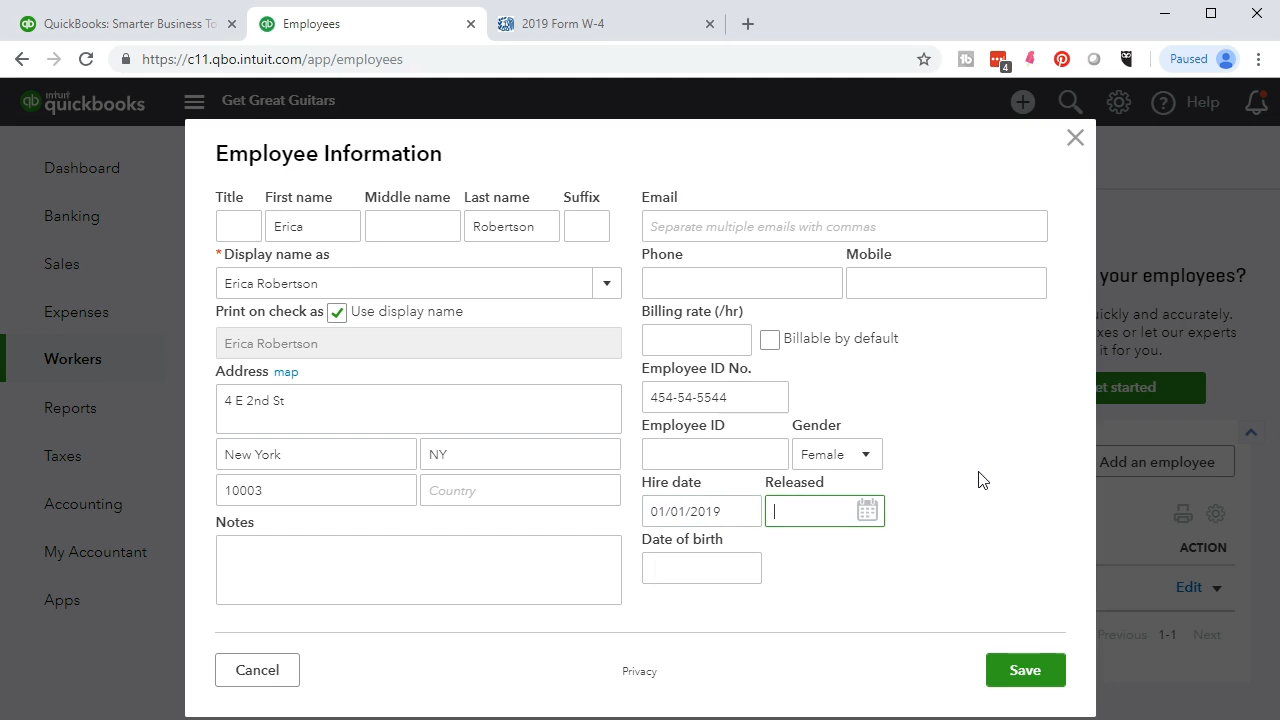 QuickBooks: Smarter Business To
Employees
2019 Form W-4
https://c11.qbo.intuit.com/app/employees
4
Paused
intuit
quickbooks
Get Great Guitars
Help
Dashboard
Banking
Sales
Expenses
Workers
Reports
Taxes
Accounting
My Accountant
Apps
Employee Information
Title First name Middle name Last name Suffix
Erica Robertson
*Display name as
Erica Robertson
Print on check as Use display name
Erica Robertson
Address map
4 E 2nd St
New York NY
10003 Country
Notes
Email
Separate multiple emails with commas
Phone Mobile
Billing rate (/hr)
Billable by default
Employee ID No.
454-54-5544
Employee ID Gender
Female
Hire date Released
01/01/2019
Date of birth
Cancel
Privacy
Save
your employees?
ickly and accurately.
xes or let our experts
it for you.
et started
Add an employee
ACTION
Edit
Previous 1-1 Next